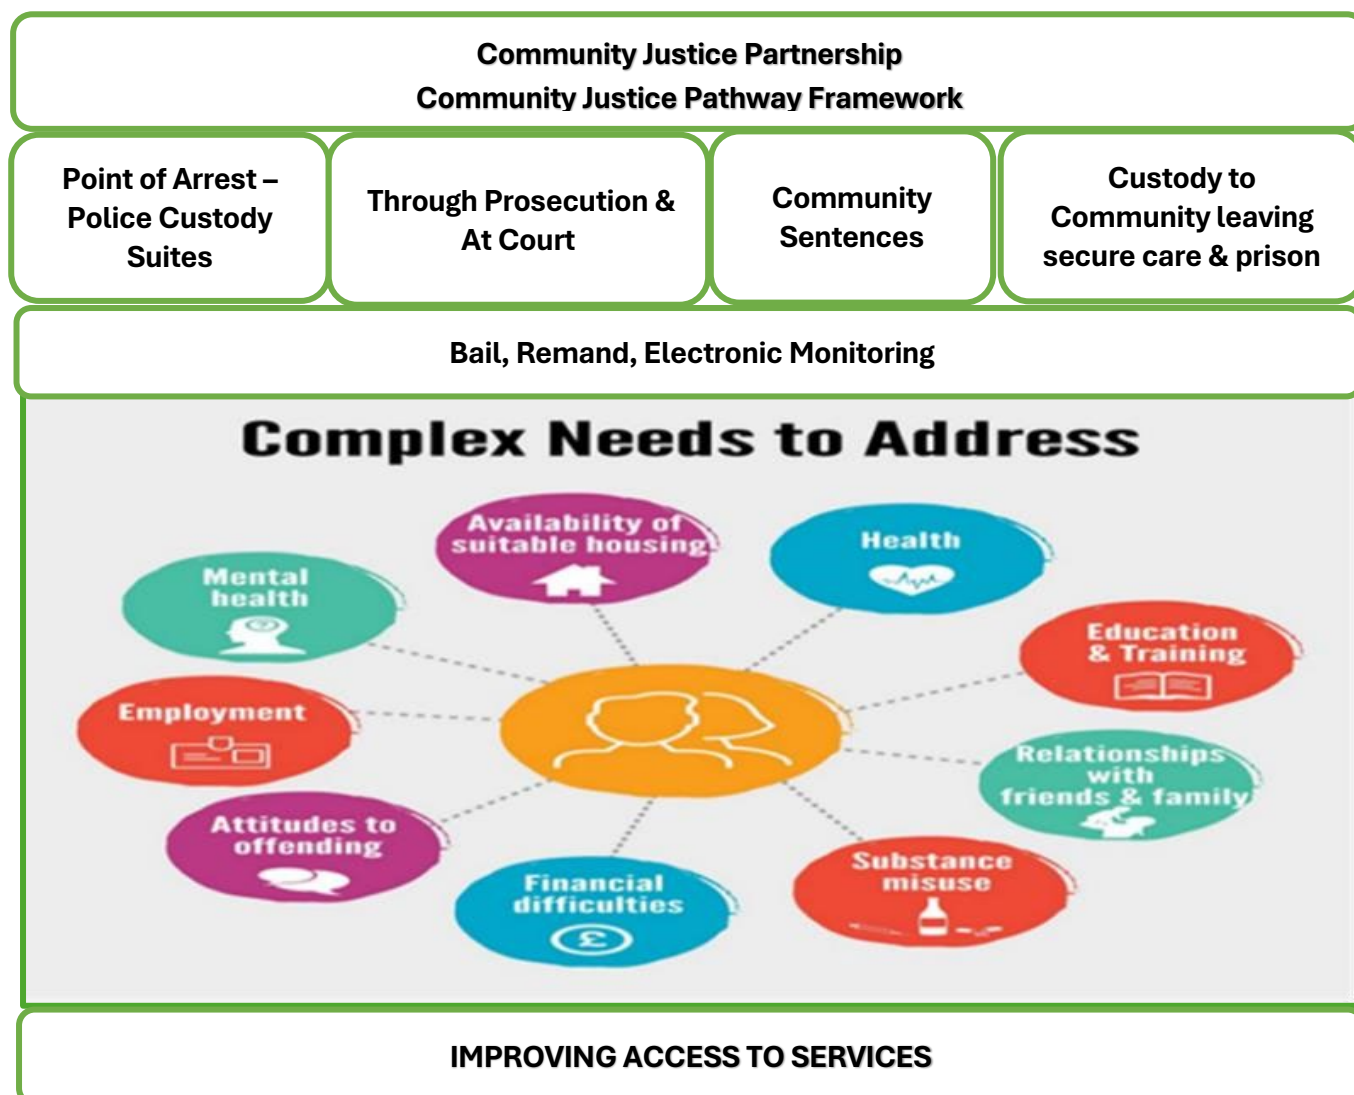 Community Justice Partnership
Community Justice Pathway Framework
Point of Arrest –
Police Custody
Suites
Through Prosecution &
At Court
Community
Sentences
Custody to
Community leaving
secure care & prison
Bail, Remand, Electronic Monitoring
Complex Needs to Address
Availability of
suitable housing
Health
Mental
health
Education
& Training
Employment
Relationships
with
friends & family
Attitudes to
offending
Financial
difficulties
£
Substance
misuse
IMPROVING ACCESS TO SERVICES